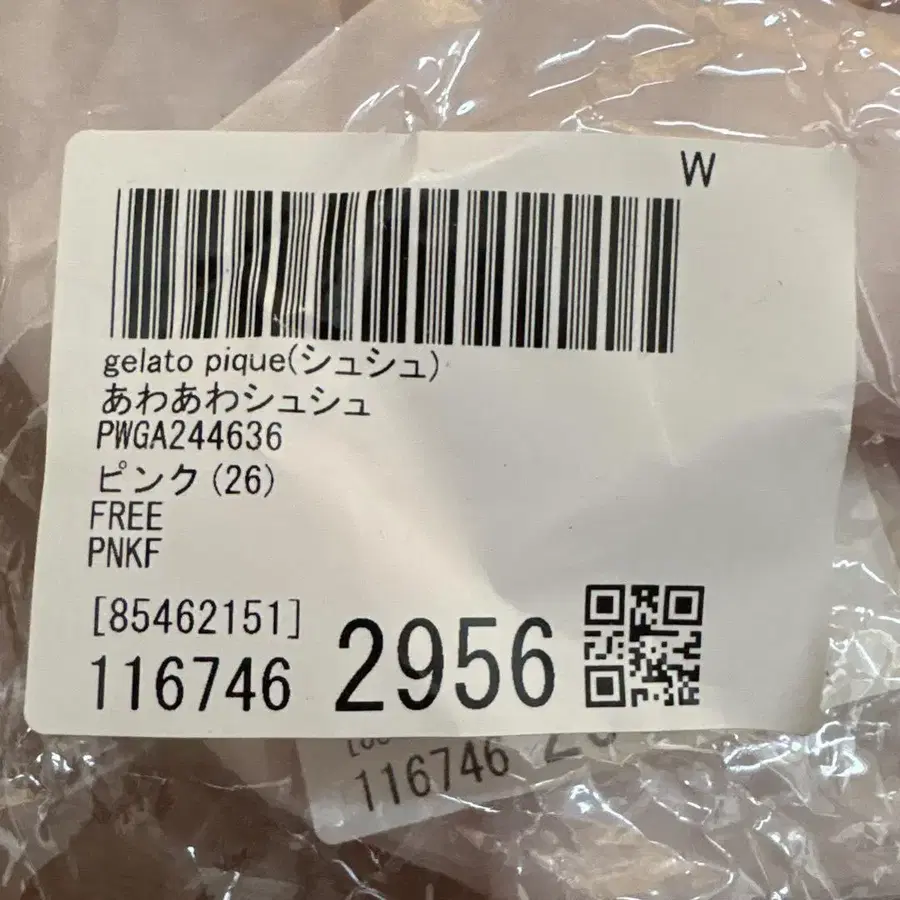 W
gelato pique(シュシュ)
あわあわシュシュ
PWGA244636
ピンク(26)
FREE
PNKF
[85462151]
116746 2956
116746